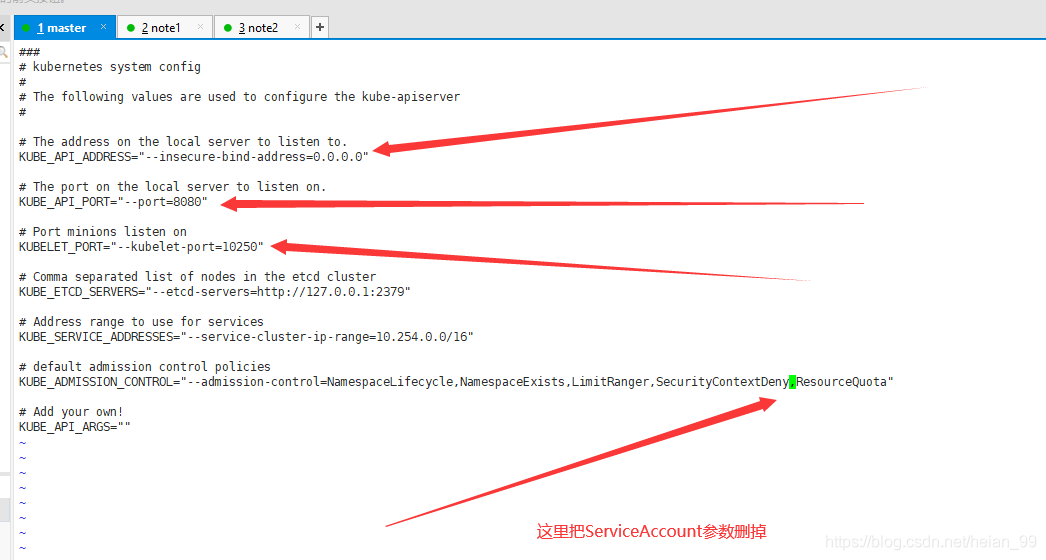 1 master × 2 note1 × 3 note2 × +
###
# kubernetes system config
#
# The following values are used to configure the kube-apiserver
#
# The address on the local server to listen to.
KUBE_API_ADDRESS="--insecure-bind-address=0.0.0.0"
# The port on the local server to listen on.
KUBE_API_PORT="--port=8080"
# Port minions listen on
KUBELET_PORT="--kubelet-port=10250"
# Comma separated list of nodes in the etcd cluster
KUBE_ETCD_SERVERS="--etcd-servers=http://127.0.0.1:2379"
# Address range to use for services
KUBE_SERVICE_ADDRESSES="--service-cluster-ip-range=10.254.0.0/16"
# default admission control policies
KUBE_ADMISSION_CONTROL="--admission-control=NamespaceLifecycle,NamespaceExists,LimitRanger,SecurityContextDeny,ResourceQuota"
# Add your own!
KUBE_API_ARGS=""
~
~
~
~
~
~
~
~
这里把ServiceAccount参数删掉
https://blog.csdn.net/heian_99